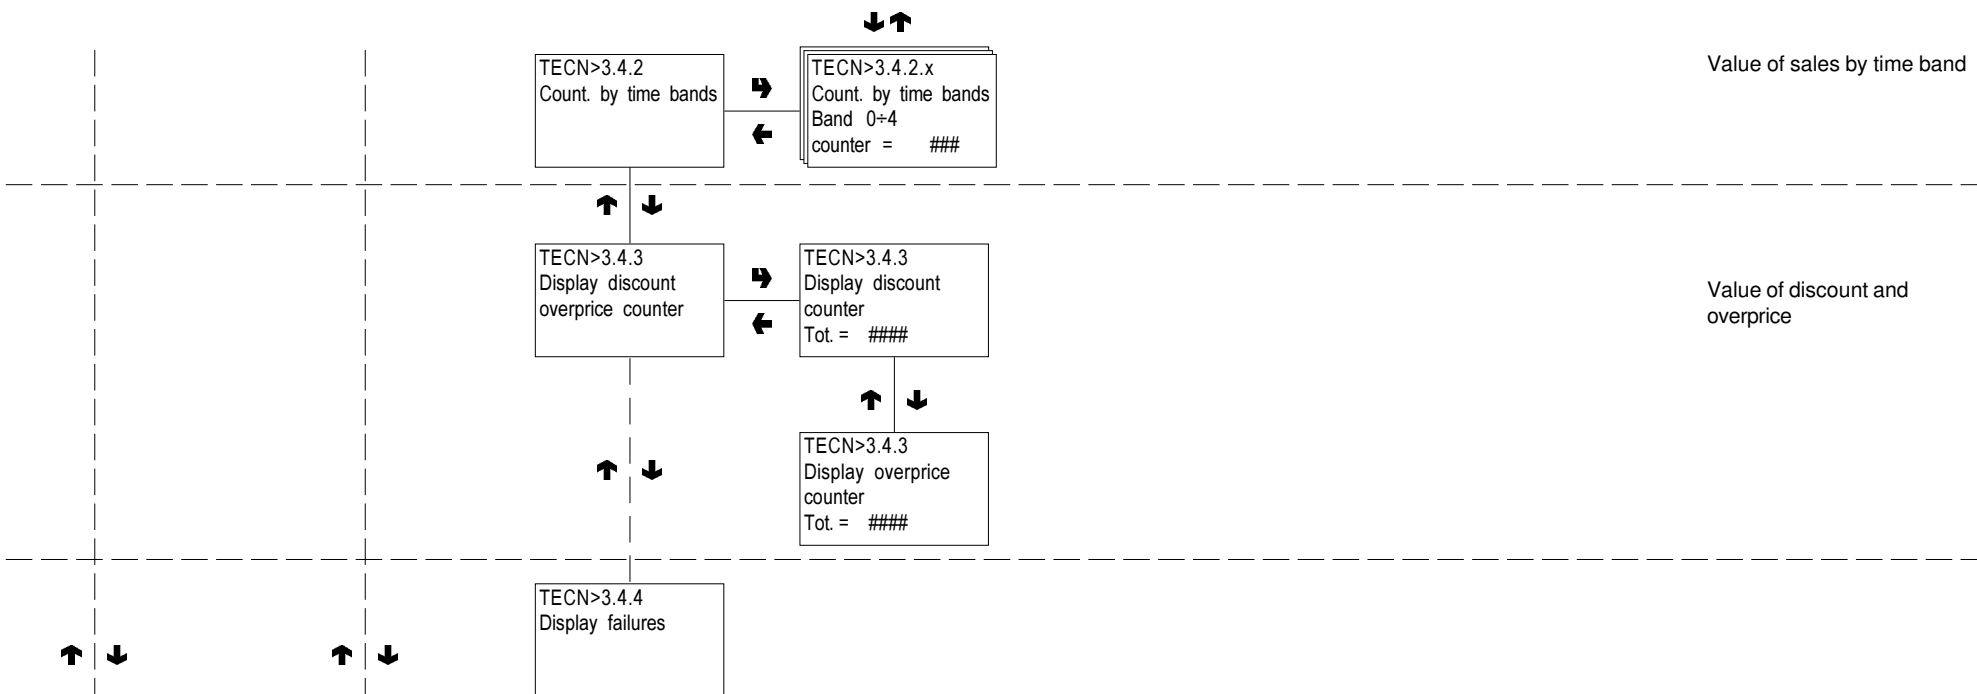 TECN>3.4.2
Count. by time bands
TECN>3.4.2.x
Count. by time bands
Band 0÷4
counter = ###
Value of sales by time band
TECN>3.4.3
Display discount
overprice counter
TECN>3.4.3
Display discount
counter
Tot. = ####
Value of discount and
overprice
TECN>3.4.3
Display overprice
counter
Tot. = ####
TECN>3.4.4
Display failures